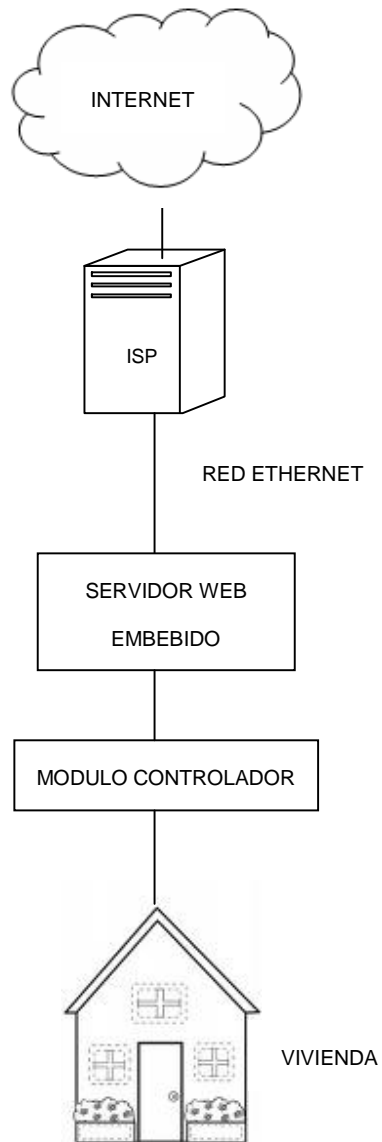 INTERNET
ISP
RED ETHERNET
SERVIDOR WEB
EMBEBIDO
MODULO CONTROLADOR
VIVIENDA